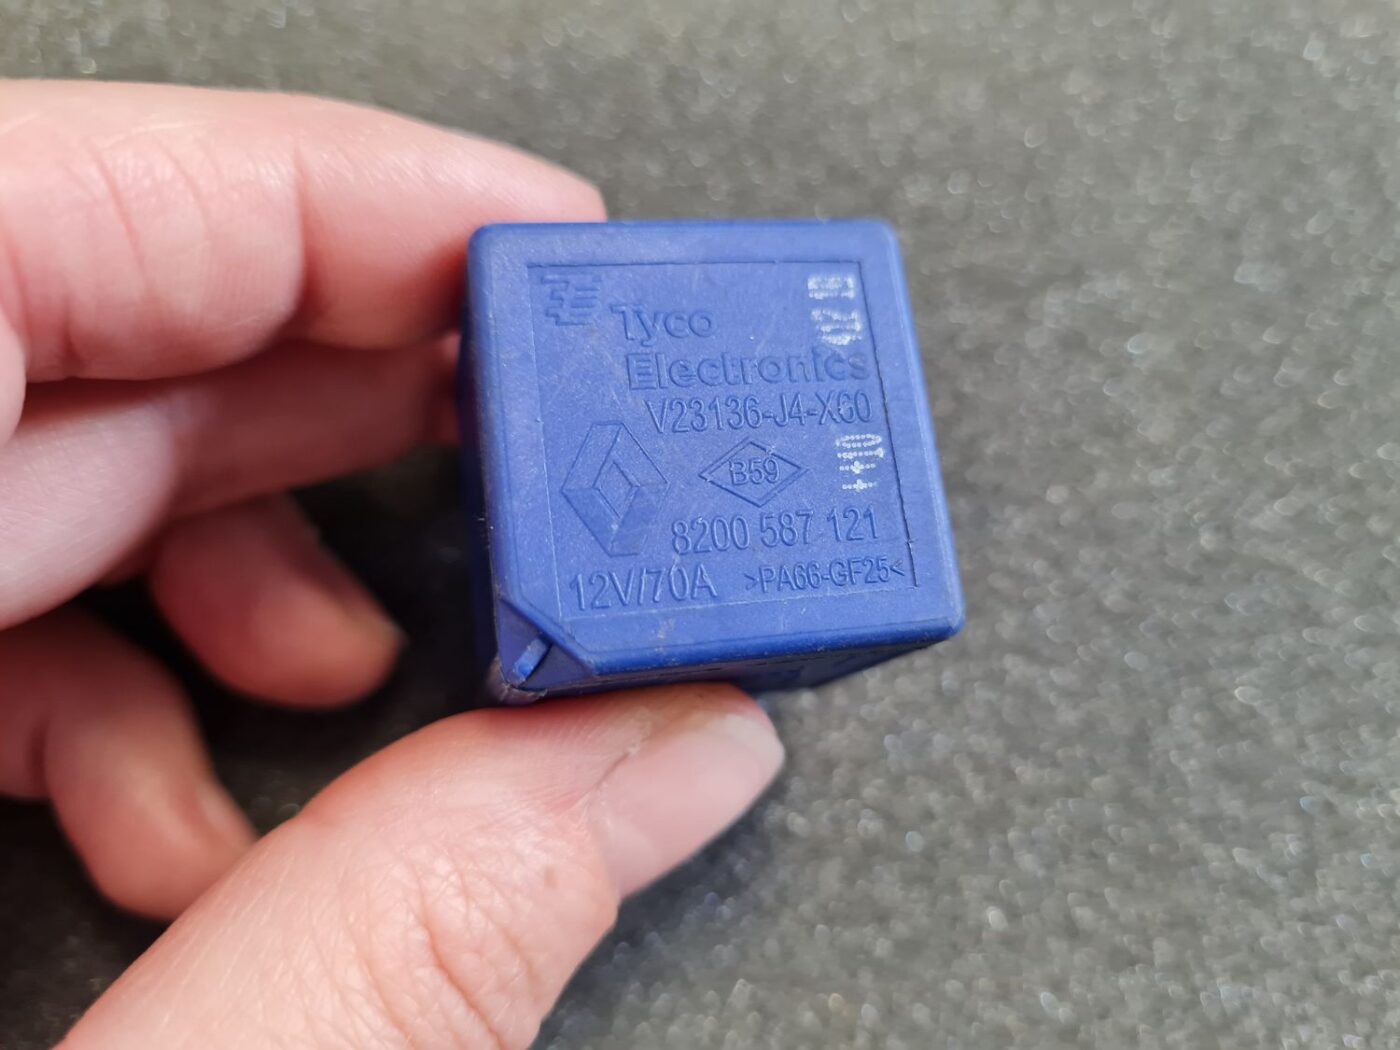 Tyco
Electronics
V23136-J4-X60
B59
8200 587 121
12V/70A >PA66-GF25<